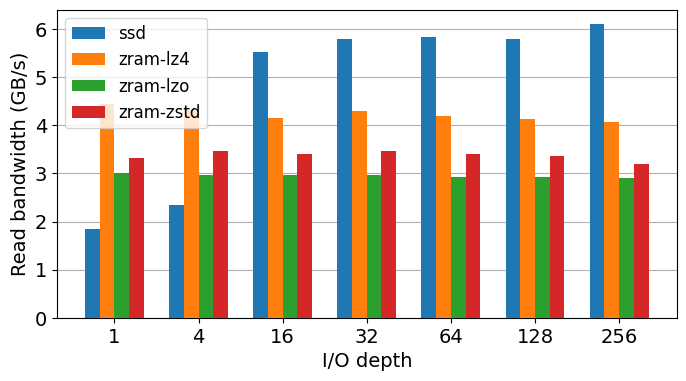 Read bandwidth (GB/s)
6
5
4
3
2
1
0
ssd
zram-lz4
zram-lzo
zram-zstd
1 4 16 32 64 128 256
I/O depth